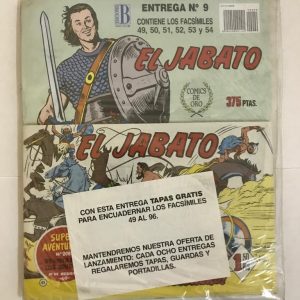 B
ENTREGA Nº 9
CONTIENE LOS FACSÍMILES
49, 50, 51, 52, 53 y 54
EL JABATO
COMICS
DE ORO
375 PTAS.
EL JABATO
CON ESTA ENTREGA TAPAS GRATIS
PARA ENCUADERNAR LOS FACSÍMILES
49 AL 96.
MANTENDREMOS NUESTRA OFERTA DE
LANZAMIENTO: CADA OCHO ENTREGAS
REGALAREMOS TAPAS, GUARDAS Y
PORTADILLAS.
SUPER
AVENTURAS